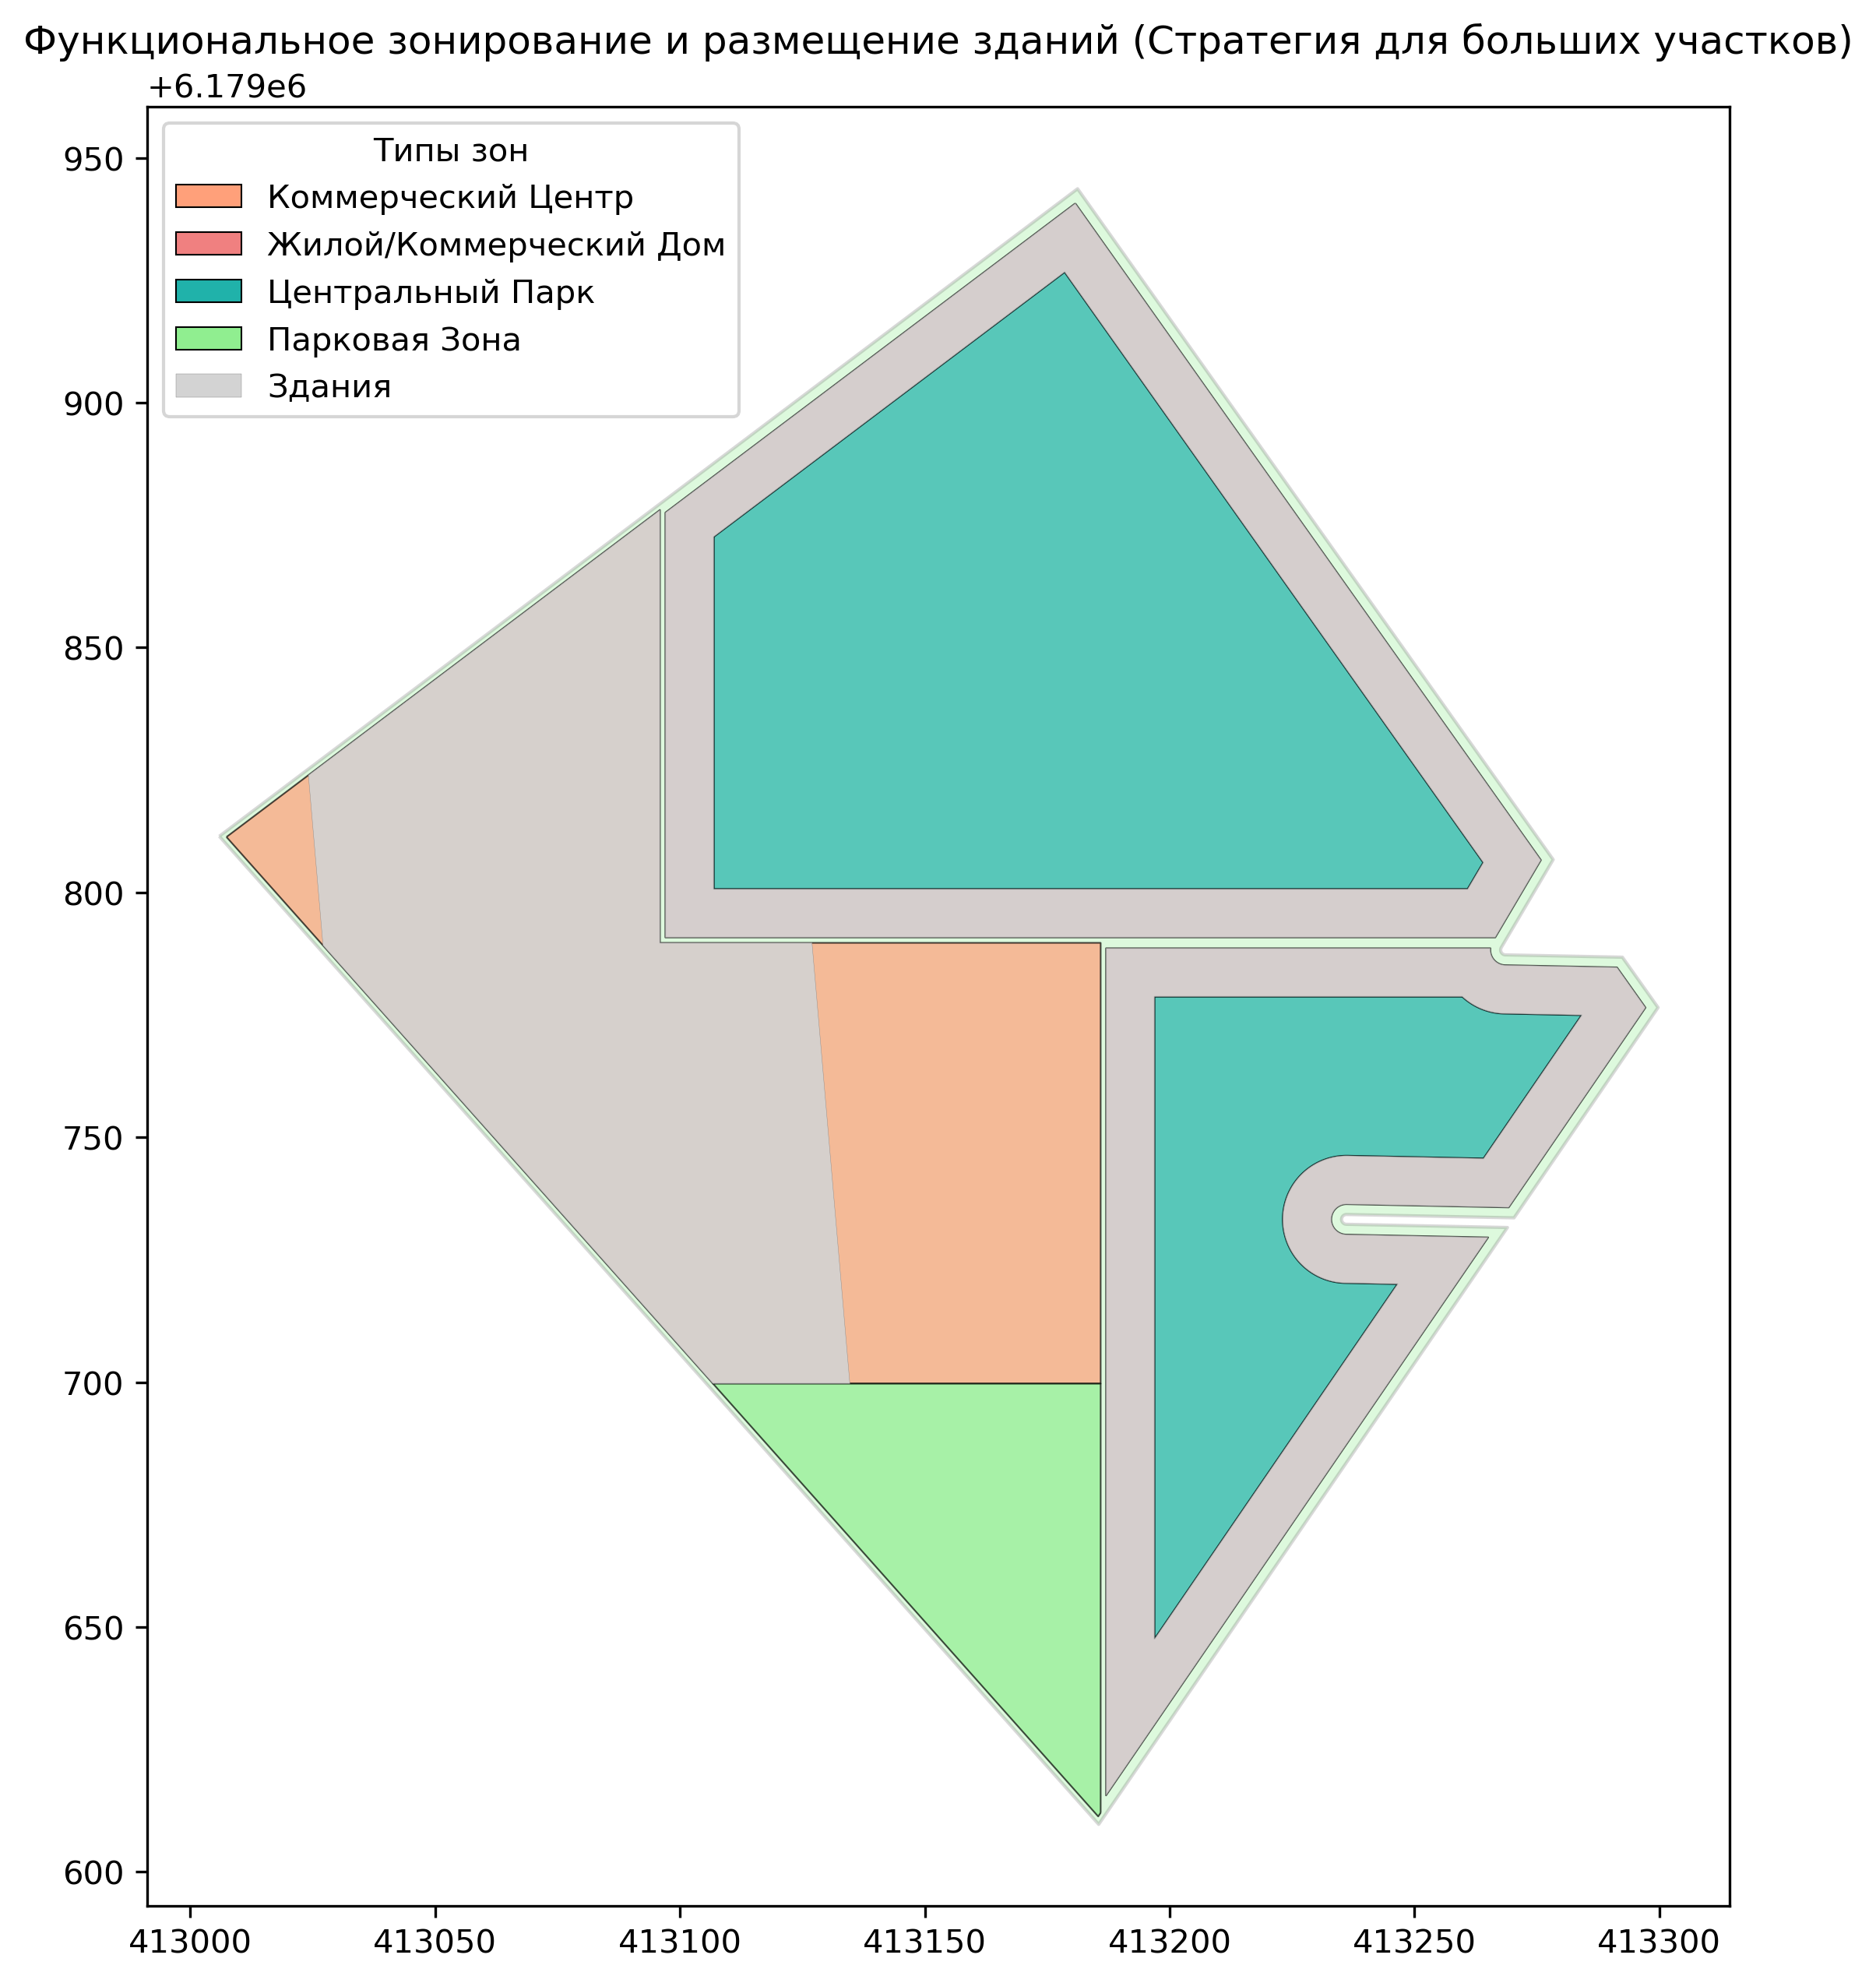 Функциональное зонирование и размещение зданий (Стратегия для больших участков)
+6.179e6
Типы зон
Коммерческий Центр
Жилой/Коммерческий Дом
Центральный Парк
Парковая Зона
Здания
950
900
850
800
750
700
650
600
413000 413050 413100 413150 413200 413250 413300